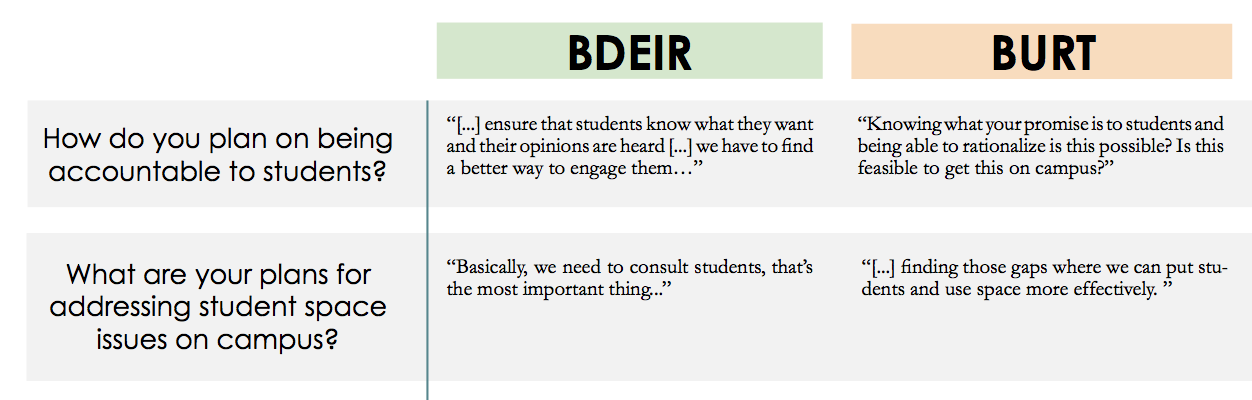 BDEIR
BURT
How do you plan on being
accountable to students?
“[...] ensure that students know what they want
and their opinions are heard [...] we have to find
a better way to engage them…”
“Knowing what your promise is to students and
being able to rationalize is this possible? Is this
feasible to get this on campus?”
What are your plans for
addressing student space
issues on campus?
“Basically, we need to consult students, that’s
the most important thing...”
“[...] finding those gaps where we can put stu-
dents and use space more effectively. ”